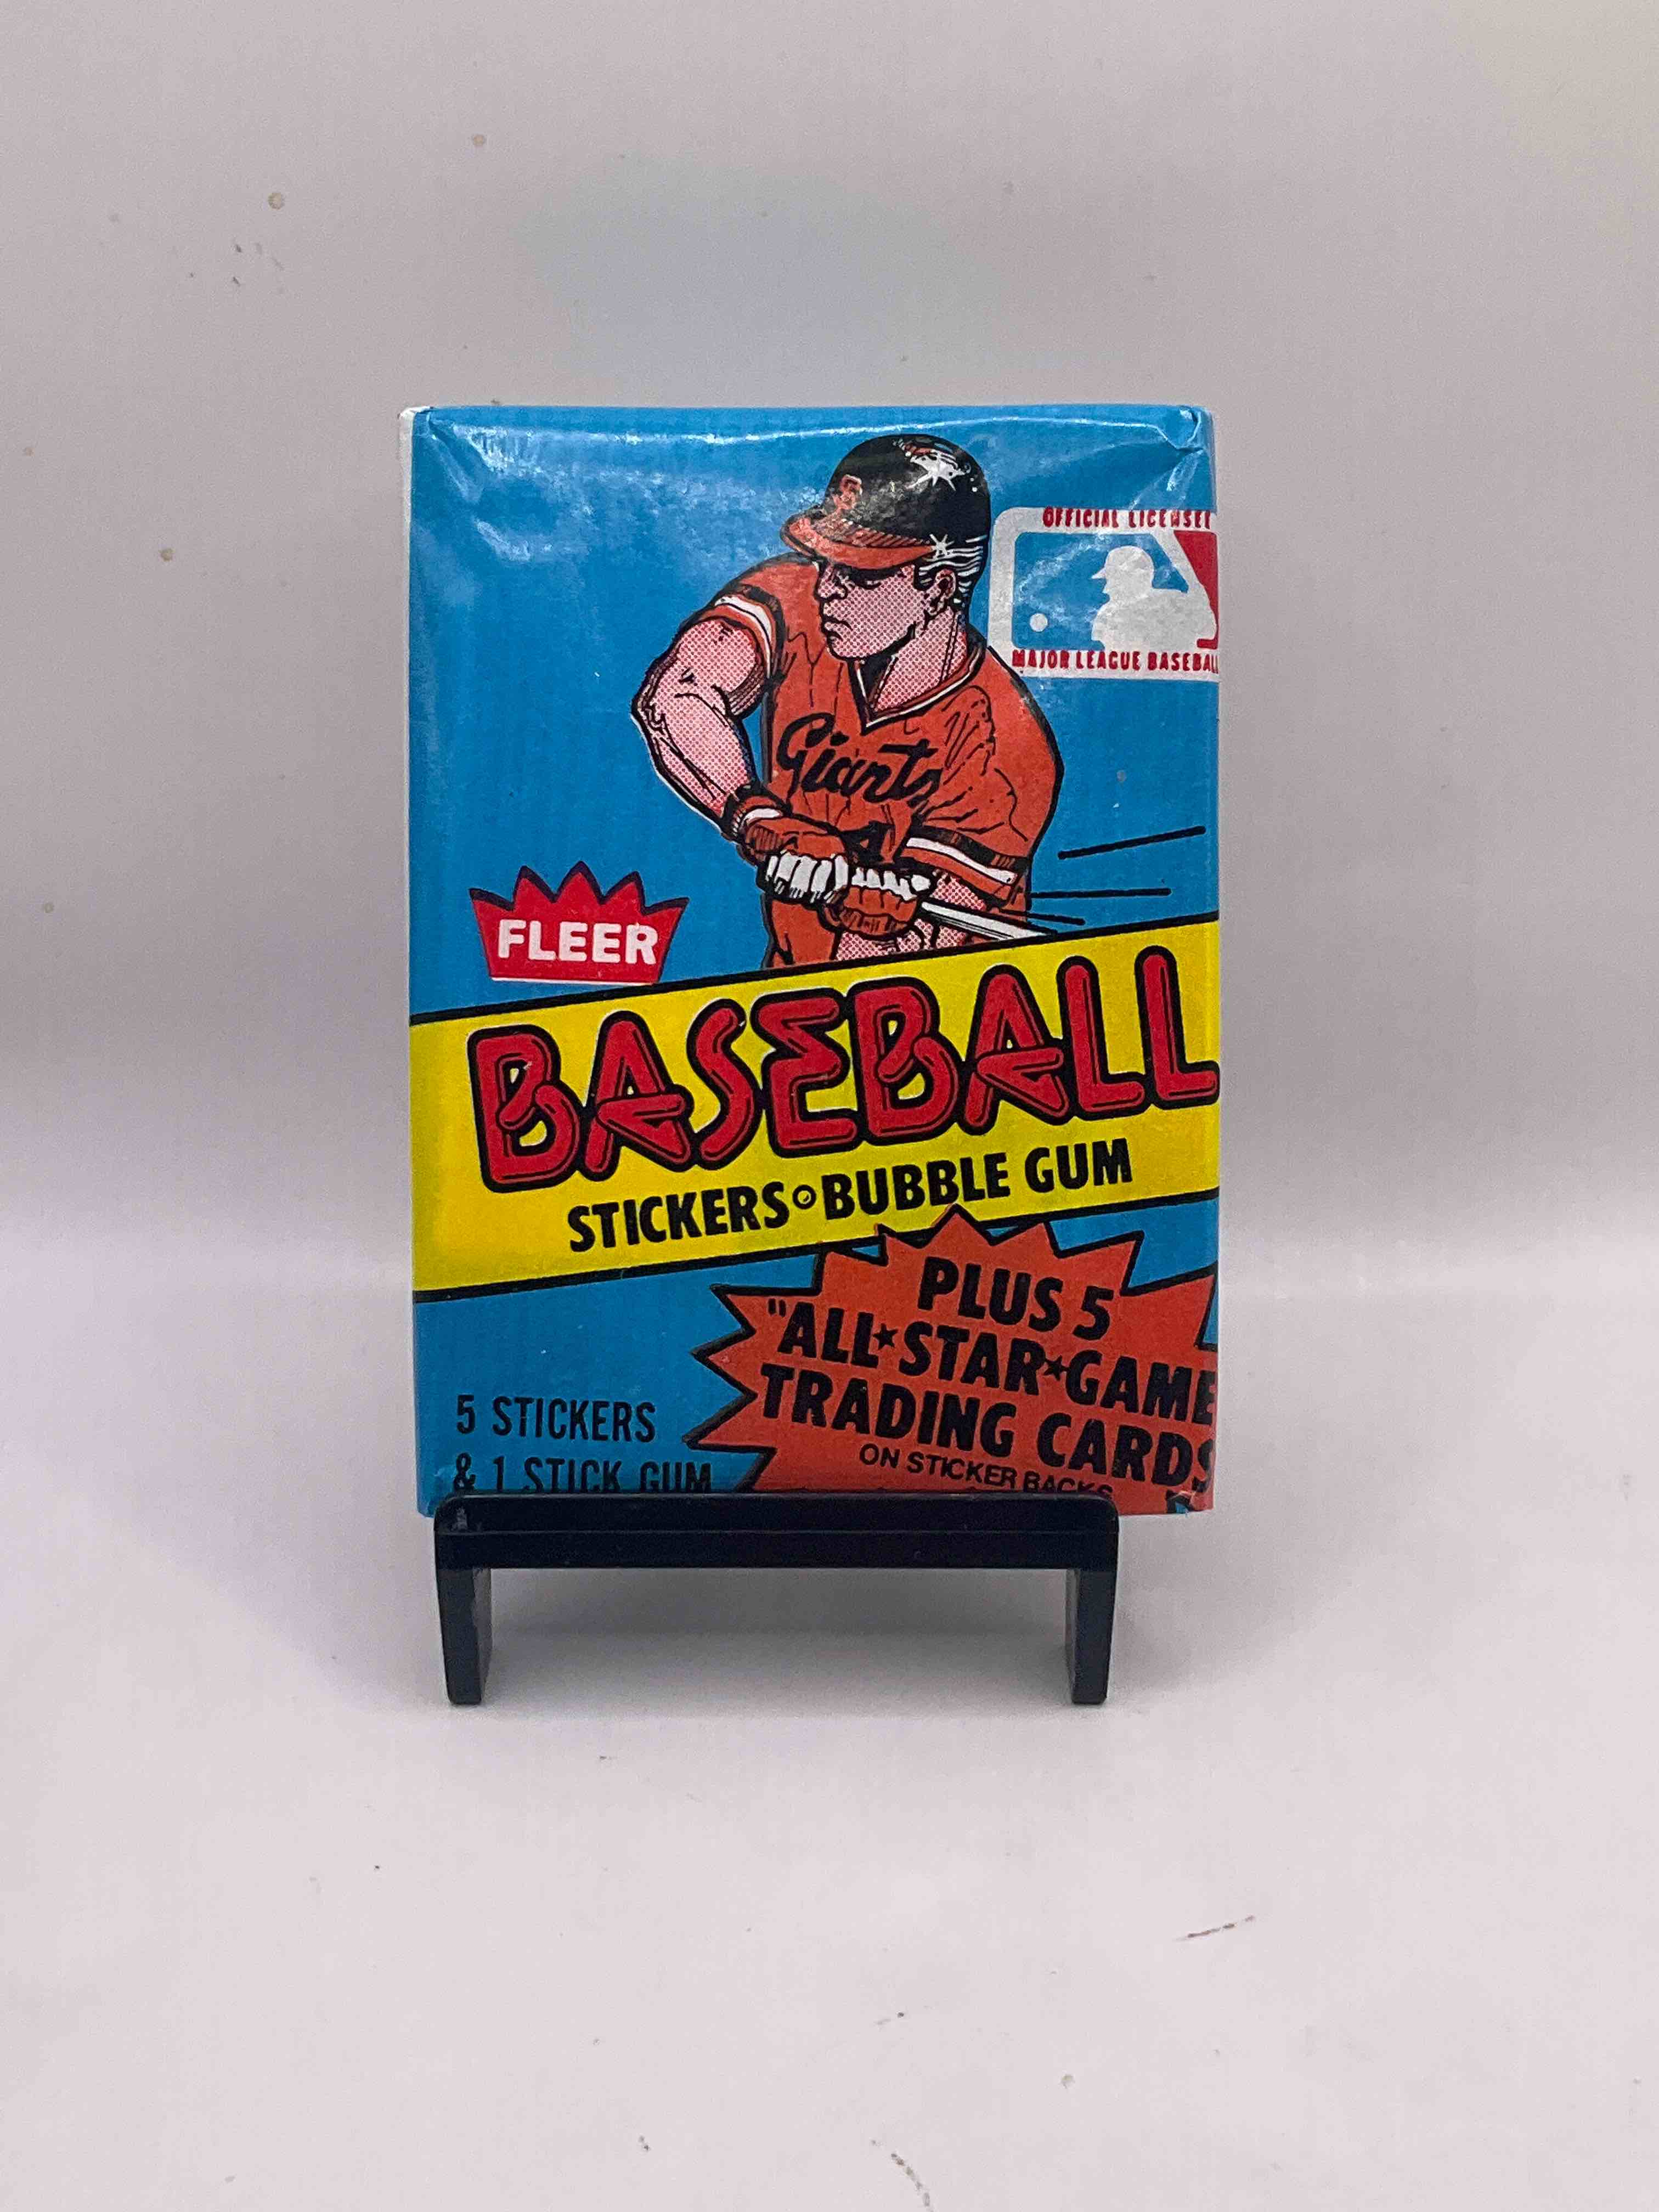 OFFICIAL LICENSEE
MAJOR LEAGUE BASEBALL
Giants
FLEER
BASEBALL
STICKERS • BUBBLE GUM
PLUS 5
"ALL★STAR★GAME
TRADING CARDS
ON STICKER BACKS
5 STICKERS
& 1 STICK GUM